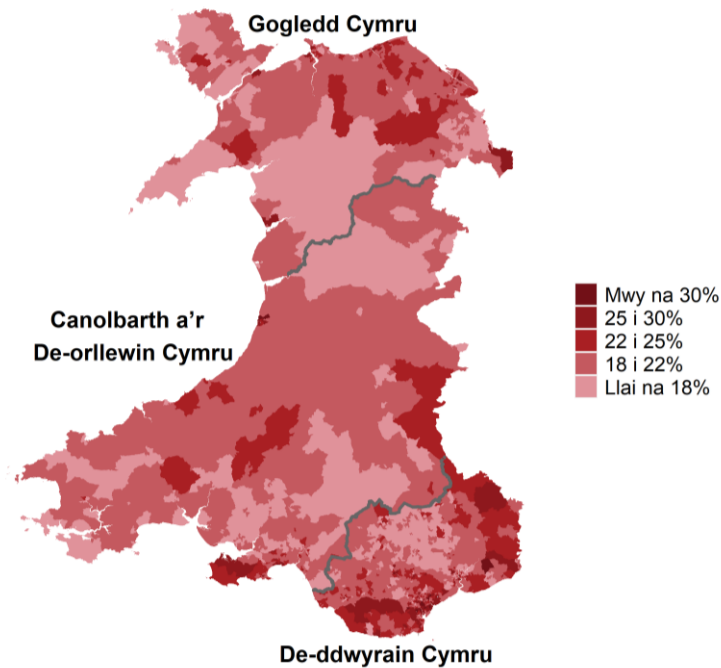 Gogledd Cymru
Canolbarth a'r
De-orllewin Cymru
Mwy na 30%
25 i 30%
22 i 25%
18 i 22%
Llai na 18%
De-ddwyrain Cymru